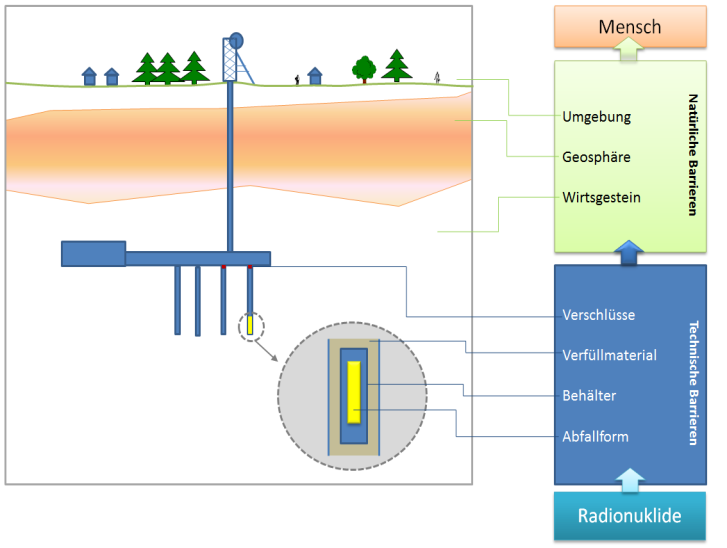 Mensch
Natürliche Barrieren
Umgebung
Geosphäre
Wirtsgestein
Technische Barrieren
Verschlüsse
Verfüllmaterial
Behälter
Abfallform
Radionuklide